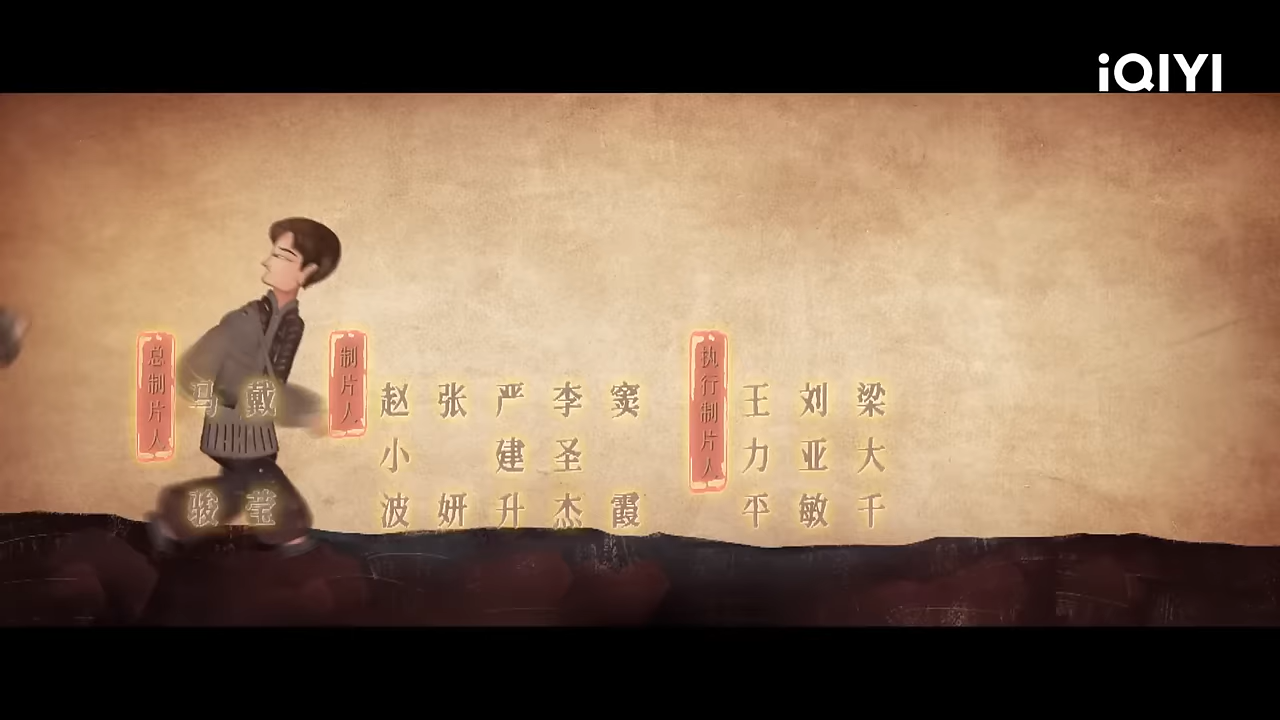 iQIYI
总制片人
马骏
戴莹
制片人
赵小波
张妍
严建升
李圣杰
窦霞
执行制片人
王力平
刘亚敏
梁大千